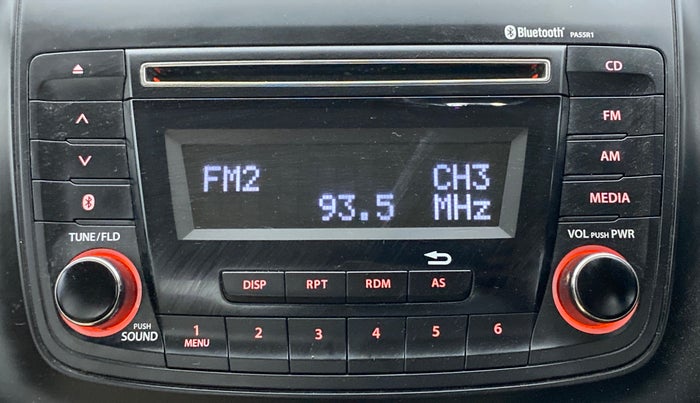 Bluetooth PA55R1
CD
FM
AM
MEDIA
FM2 CH3
93.5 MHz
TUNE/FLD
VOL PUSH PWR
DISP RPT RDM AS
PUSH SOUND
1 MENU 2 3 4 5 6